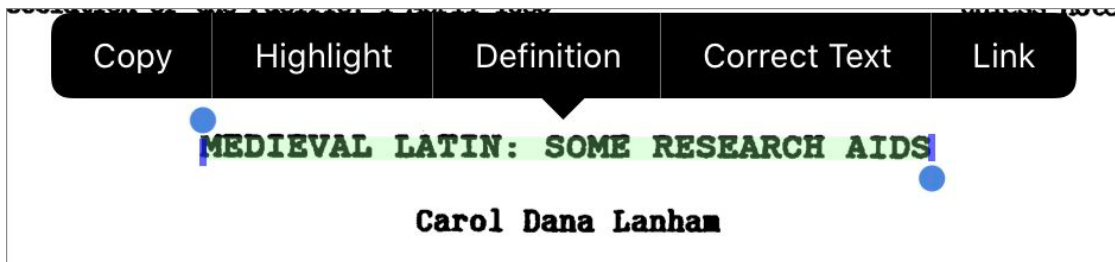 Copy Highlight Definition Correct Text Link
MEDIEVAL LATIN: SOME RESEARCH AIDS
Carol Dana Lanham